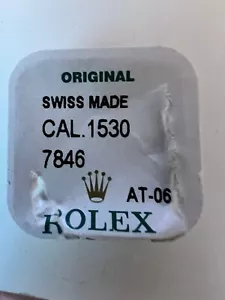 ORIGINAL
SWISS MADE
CAL.1530
7846
AT-06
ROLEX